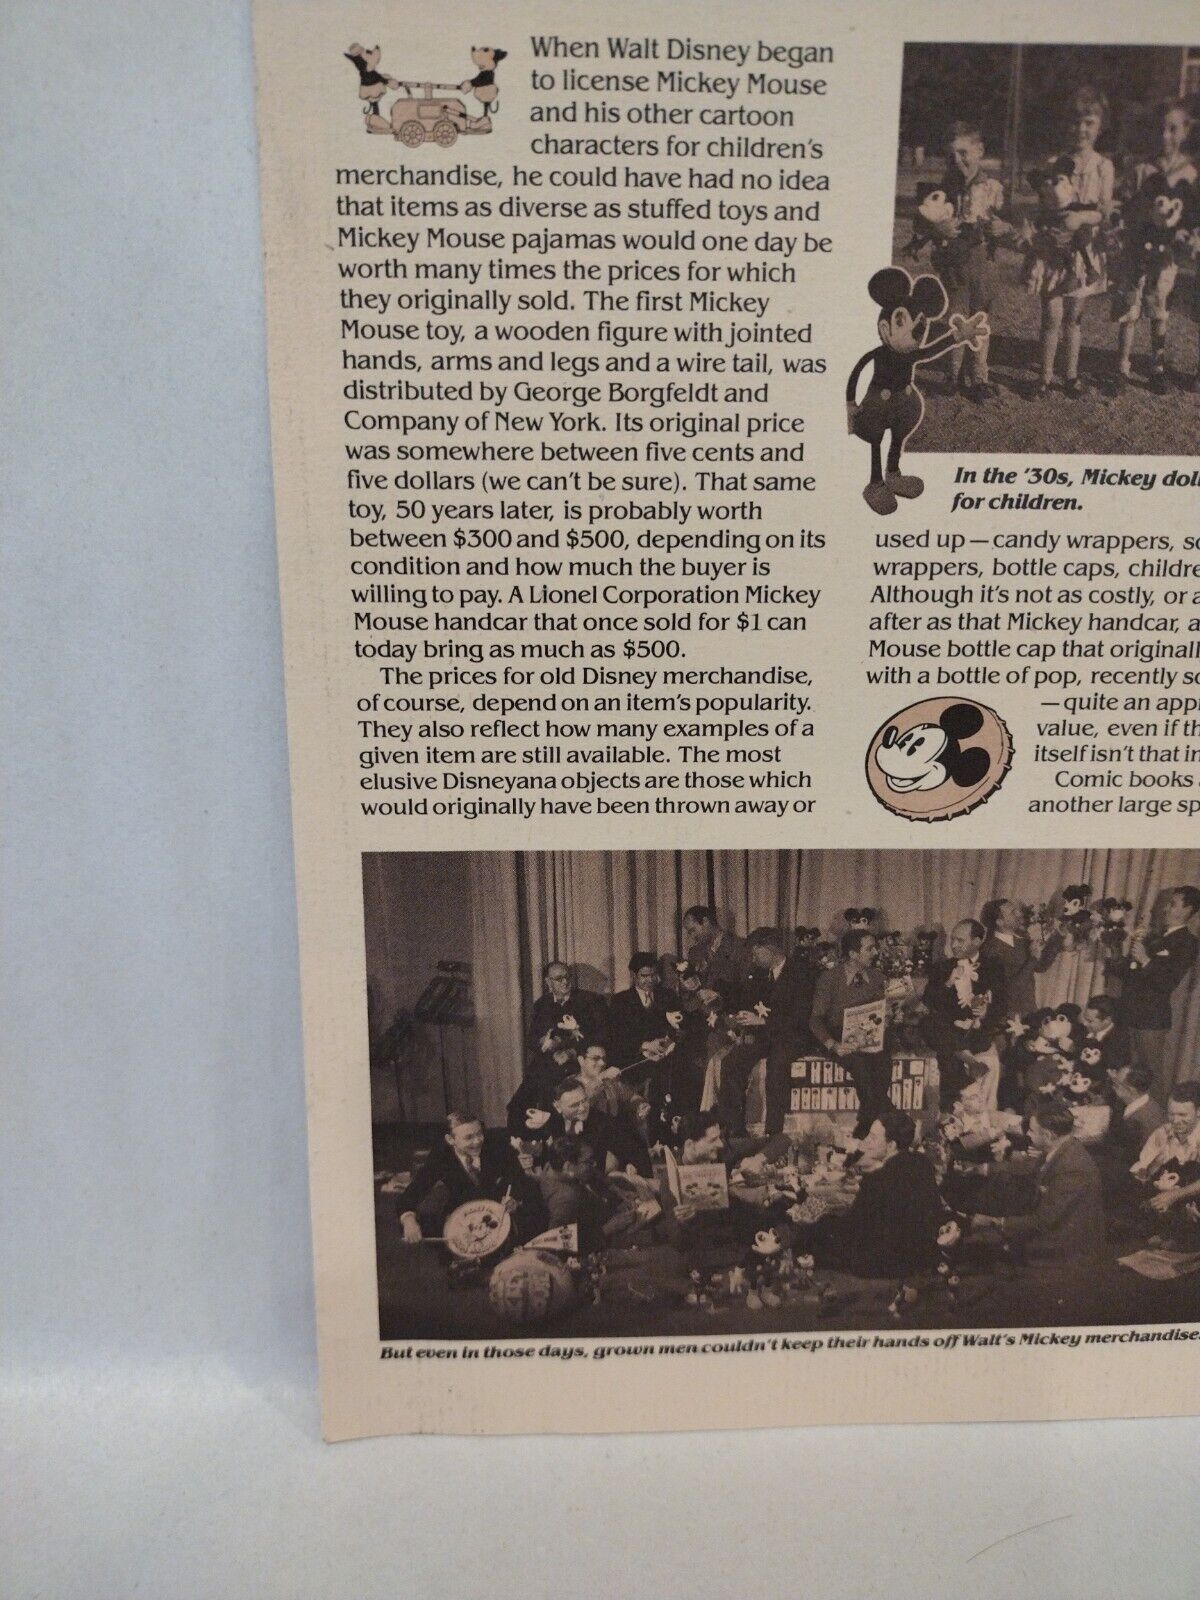 When Walt Disney began
to license Mickey Mouse
and his other cartoon
characters for children's
merchandise, he could have had no idea
that items as diverse as stuffed toys and
Mickey Mouse pajamas would one day be
worth many times the prices for which
they originally sold. The first Mickey
Mouse toy, a wooden figure with jointed
hands, arms and legs and a wire tail, was
distributed by George Borgfeldt and
Company of New York. Its original price
was somewhere between five cents and
five dollars (we can't be sure). That same
toy, 50 years later, is probably worth
between $300 and $500, depending on its
condition and how much the buyer is
willing to pay. A Lionel Corporation Mickey
Mouse handcar that once sold for $1 can
today bring as much as $500.
The prices for old Disney merchandise,
of course, depend on an item's popularity.
They also reflect how many examples of a
given item are still available. The most
elusive Disneyana objects are those which
would originally have been thrown away or
In the '30s, Mickey
for children.
used up—candy wrappers,
wrappers, bottle caps,
Although it's not as costly, or
after as that Mickey handcar,
Mouse bottle cap that
with a bottle of pop, recently
—quite an
value, even if
itself isn't that
Comic books
another large
But even in those days, grown men couldn't keep their hands off Walt's Mickey merchandise.